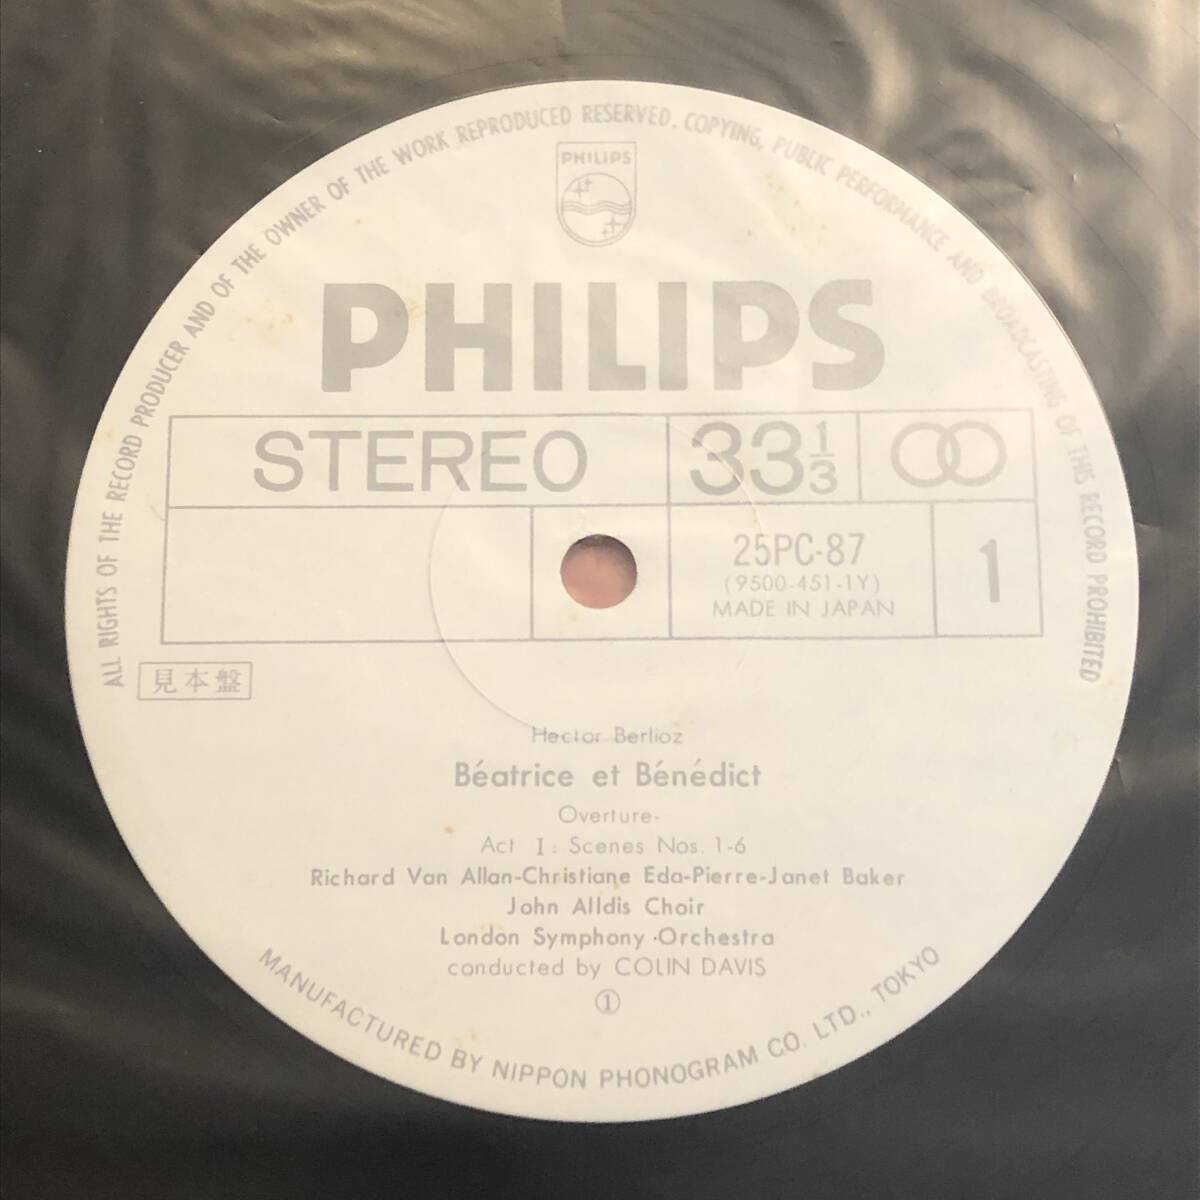 ALL RIGHTS OF THE RECORD PRODUCER AND OF THE OWNER OF THE WORK REPRODUCED RESERVED. COPYING, PUBLIC PERFORMANCE AND BROADCASTING OF THIS RECORD PROHIBITED
PHILIPS
PHILIPS
STEREO 33 1/3
25PC-87
(9500-451-1Y)
MADE IN JAPAN
1
見本盤
Hector Berlioz
Béatrice et Bénédict
Overture-
Act I: Scenes Nos. 1-6
Richard Van Allan-Christiane Eda-Pierre-Janet Baker
John Alldis Choir
London Symphony·Orchestra
conducted by COLIN DAVIS
①
MANUFACTURED BY NIPPON PHONOGRAM CO. LTD., TOKYO